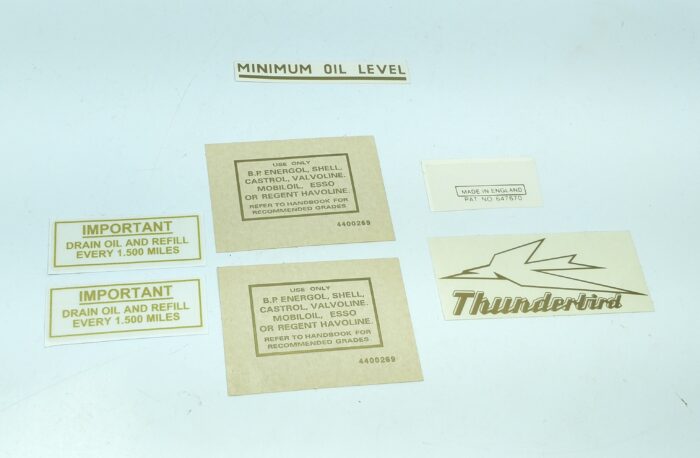 MINIMUM OIL LEVEL
USE ONLY
B.P. ENERGOL, SHELL,
CASTROL, VALVOLINE.
MOBILOIL, ESSO
OR REGENT HAVOLINE.
REFER TO HANDBOOK FOR
RECOMMENDED GRADES
4400269
MADE IN ENGLAND
PAT NO 647670
IMPORTANT
DRAIN OIL AND REFILL
EVERY 1.500 MILES
IMPORTANT
DRAIN OIL AND REFILL
EVERY 1.500 MILES
USE ONLY
B.P. ENERGOL, SHELL,
CASTROL, VALVOLINE.
MOBILOIL, ESSO
OR REGENT HAVOLINE.
REFER TO HANDBOOK FOR
RECOMMENDED GRADES
4400269
Thunderbird